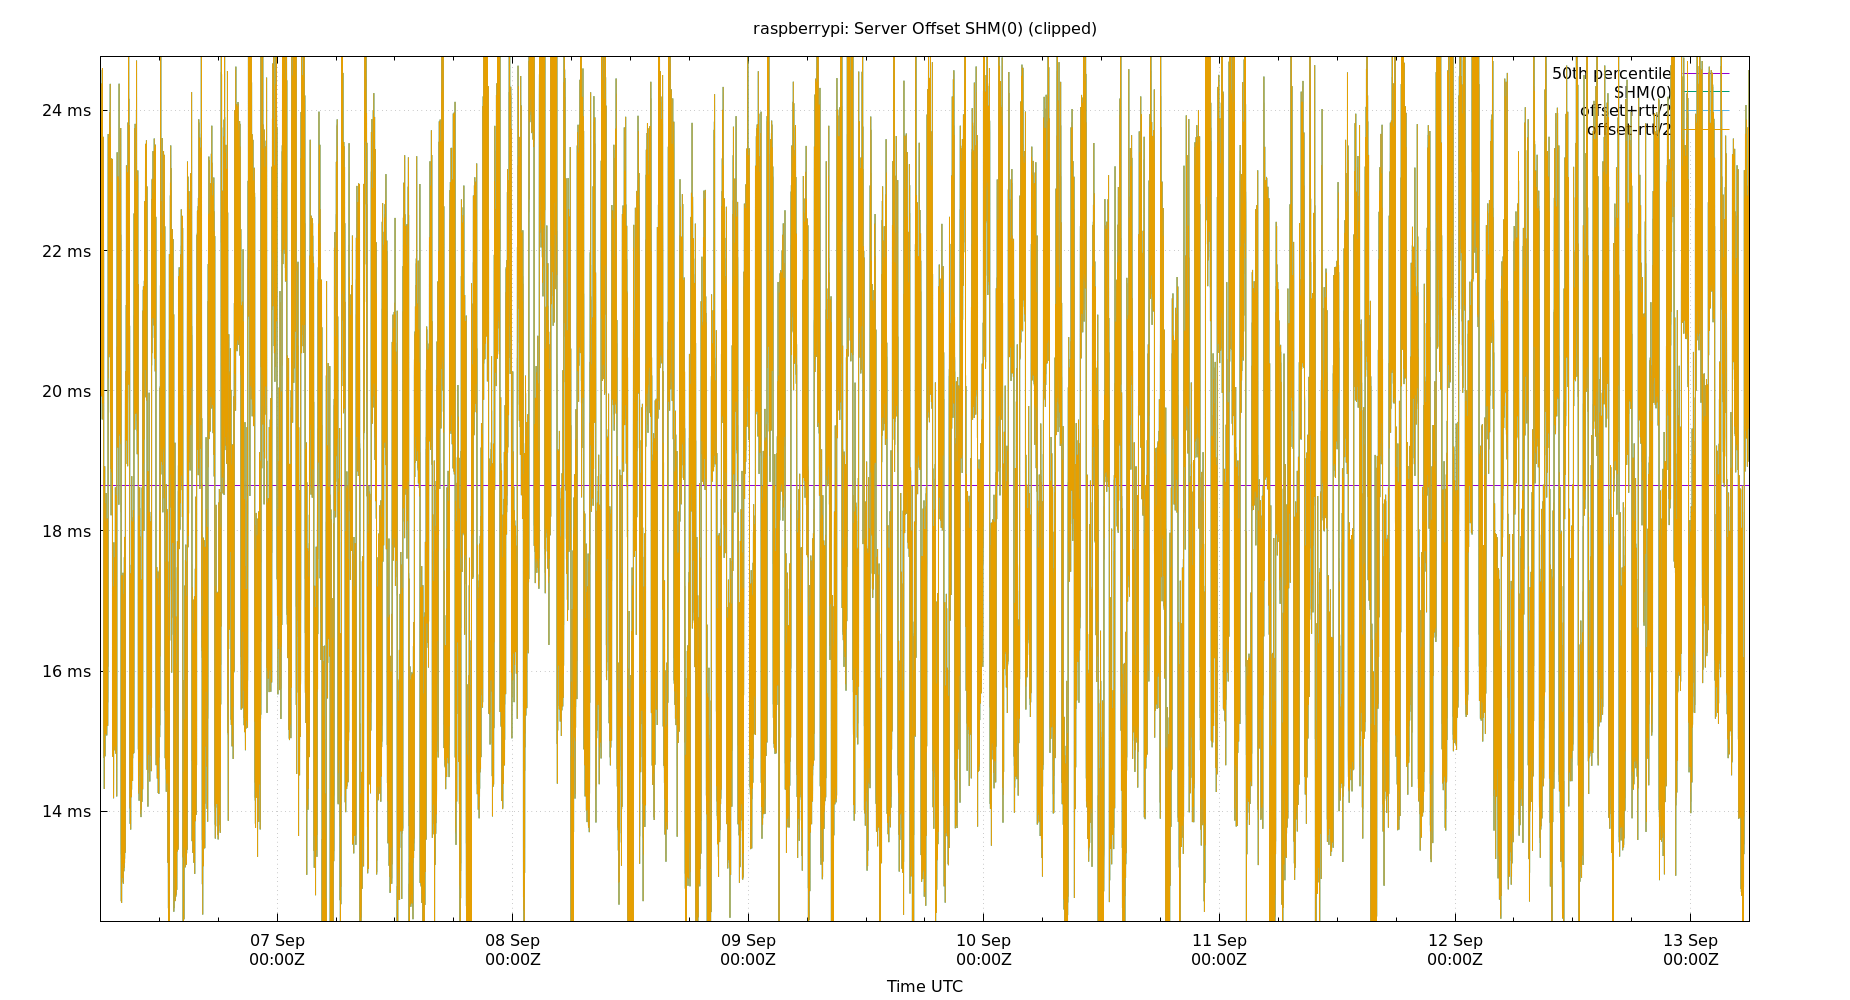 raspberrypi: Server Offset SHM(0) (clipped)
50th percentile
SHM(0)
offset+rtt/2
offset-rtt/2
24 ms
22 ms
20 ms
18 ms
16 ms
14 ms
07 Sep 08 Sep 09 Sep 10 Sep 11 Sep 12 Sep 13 Sep
00:00Z 00:00Z 00:00Z 00:00Z 00:00Z 00:00Z 00:00Z
Time UTC